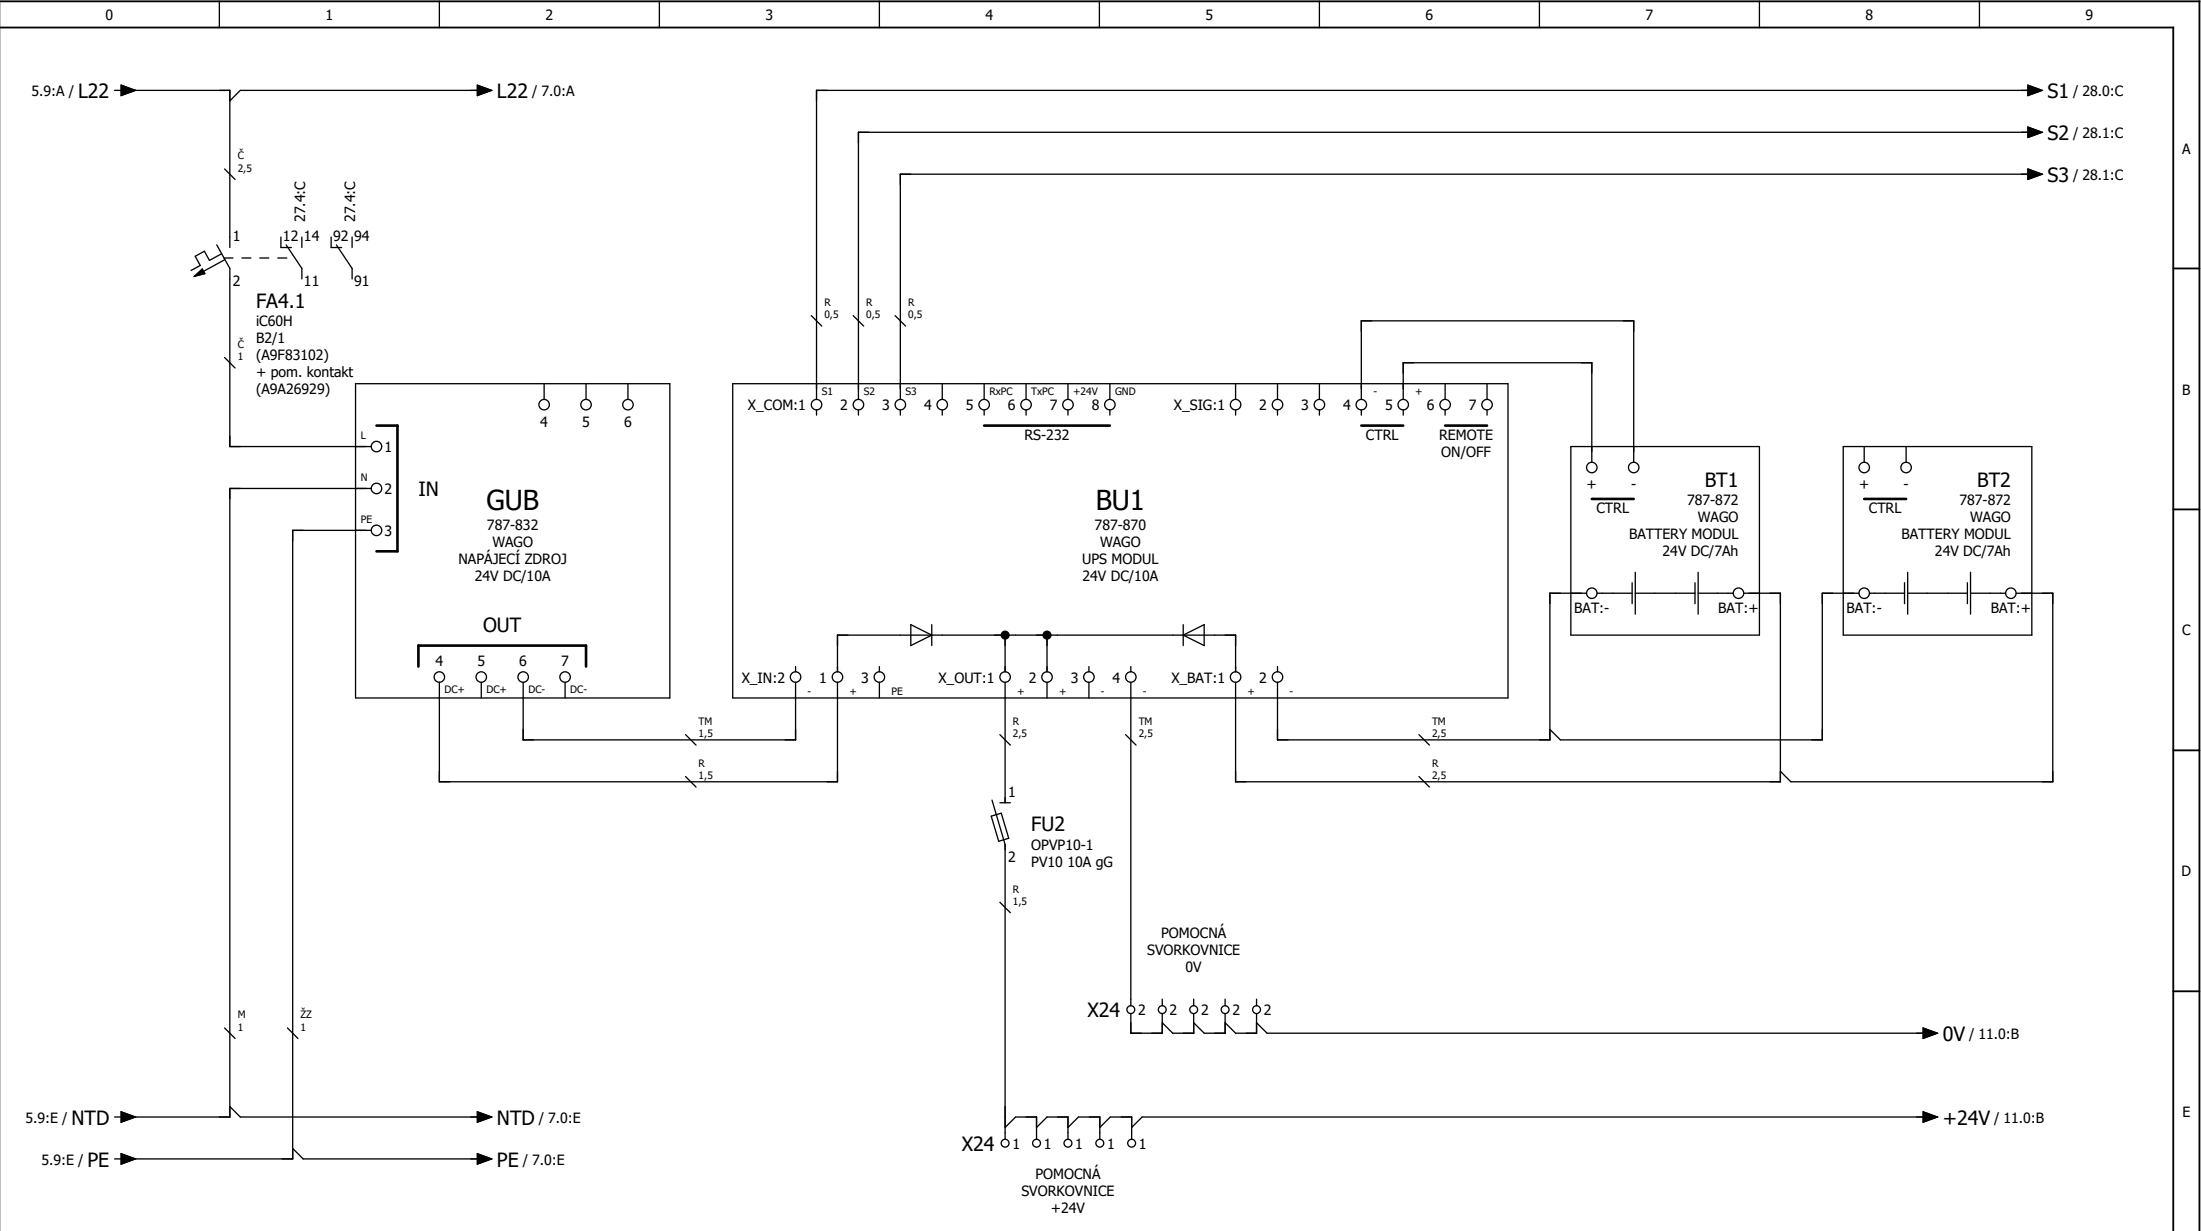 0 1 2 3 4 5 6 7 8 9
5.9:A / L22
L22 / 7.0:A
S1 / 28.0:C
S2 / 28.1:C
S3 / 28.1:C
A
Č
2,5
27.4:C
27.4:C
1
12 14
92 94
2
11
91
FA4.1
iC60H
B2/1
(A9F83102)
+ pom. kontakt
(A9A26929)
Č
1
R
0,5
R
0,5
R
0,5
B
4 5 6
L
1
N
2
PE
3
IN
GUB
787-832
WAGO
NAPÁJECÍ ZDROJ
24V DC/10A
OUT
4 5 6 7
DC+ DC+ DC- DC-
S1 S2 S3 RxPC TxPC +24V GND - +
X_COM:1 2 3 4 5 6 7 8 X_SIG:1 2 3 4 5 6 7
RS-232
CTRL
REMOTE
ON/OFF
BU1
787-870
WAGO
UPS MODUL
24V DC/10A
X_IN:2 1 3 X_OUT:1 2 3 4 X_BAT:1 2
- + PE + + - - + -
+ -
CTRL
BT1
787-872
WAGO
BATTERY MODUL
24V DC/7Ah
BAT:- BAT:+
+ -
CTRL
BT2
787-872
WAGO
BATTERY MODUL
24V DC/7Ah
BAT:- BAT:+
C
TM
1,5
R
1,5
R
2,5
TM
2,5
TM
2,5
R
2,5
1
FU2
OPVP10-1
PV10 10A gG
2
R
1,5
D
POMOCNÁ
SVORKOVNICE
0V
X24 2 2 2 2 2
0V / 11.0:B
M
1
ŽZ
1
5.9:E / NTD
NTD / 7.0:E
+24V / 11.0:B
E
5.9:E / PE
PE / 7.0:E
X24 1 1 1 1 1
POMOCNÁ
SVORKOVNICE
+24V